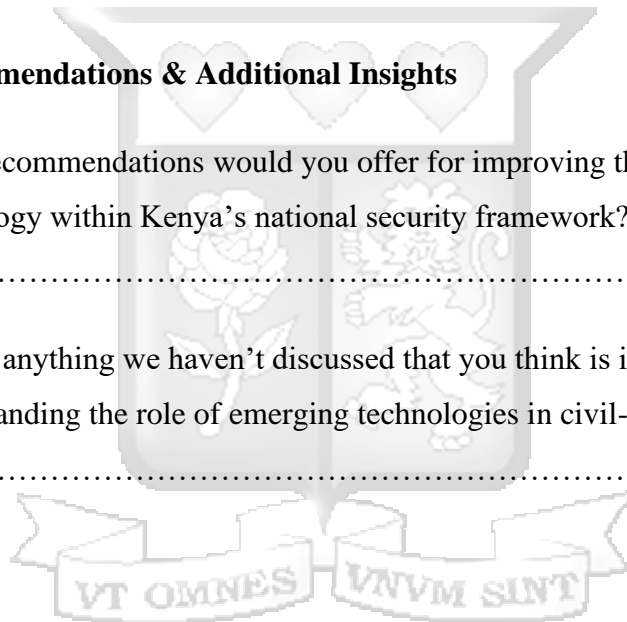 mendations & Additional Insights
ecommendations would you offer for improving th
ogy within Kenya’s national security framework?
……………………………………………………
anything we haven’t discussed that you think is i
anding the role of emerging technologies in civil-
……………………………………………………
VT OMNES VNVM SINT